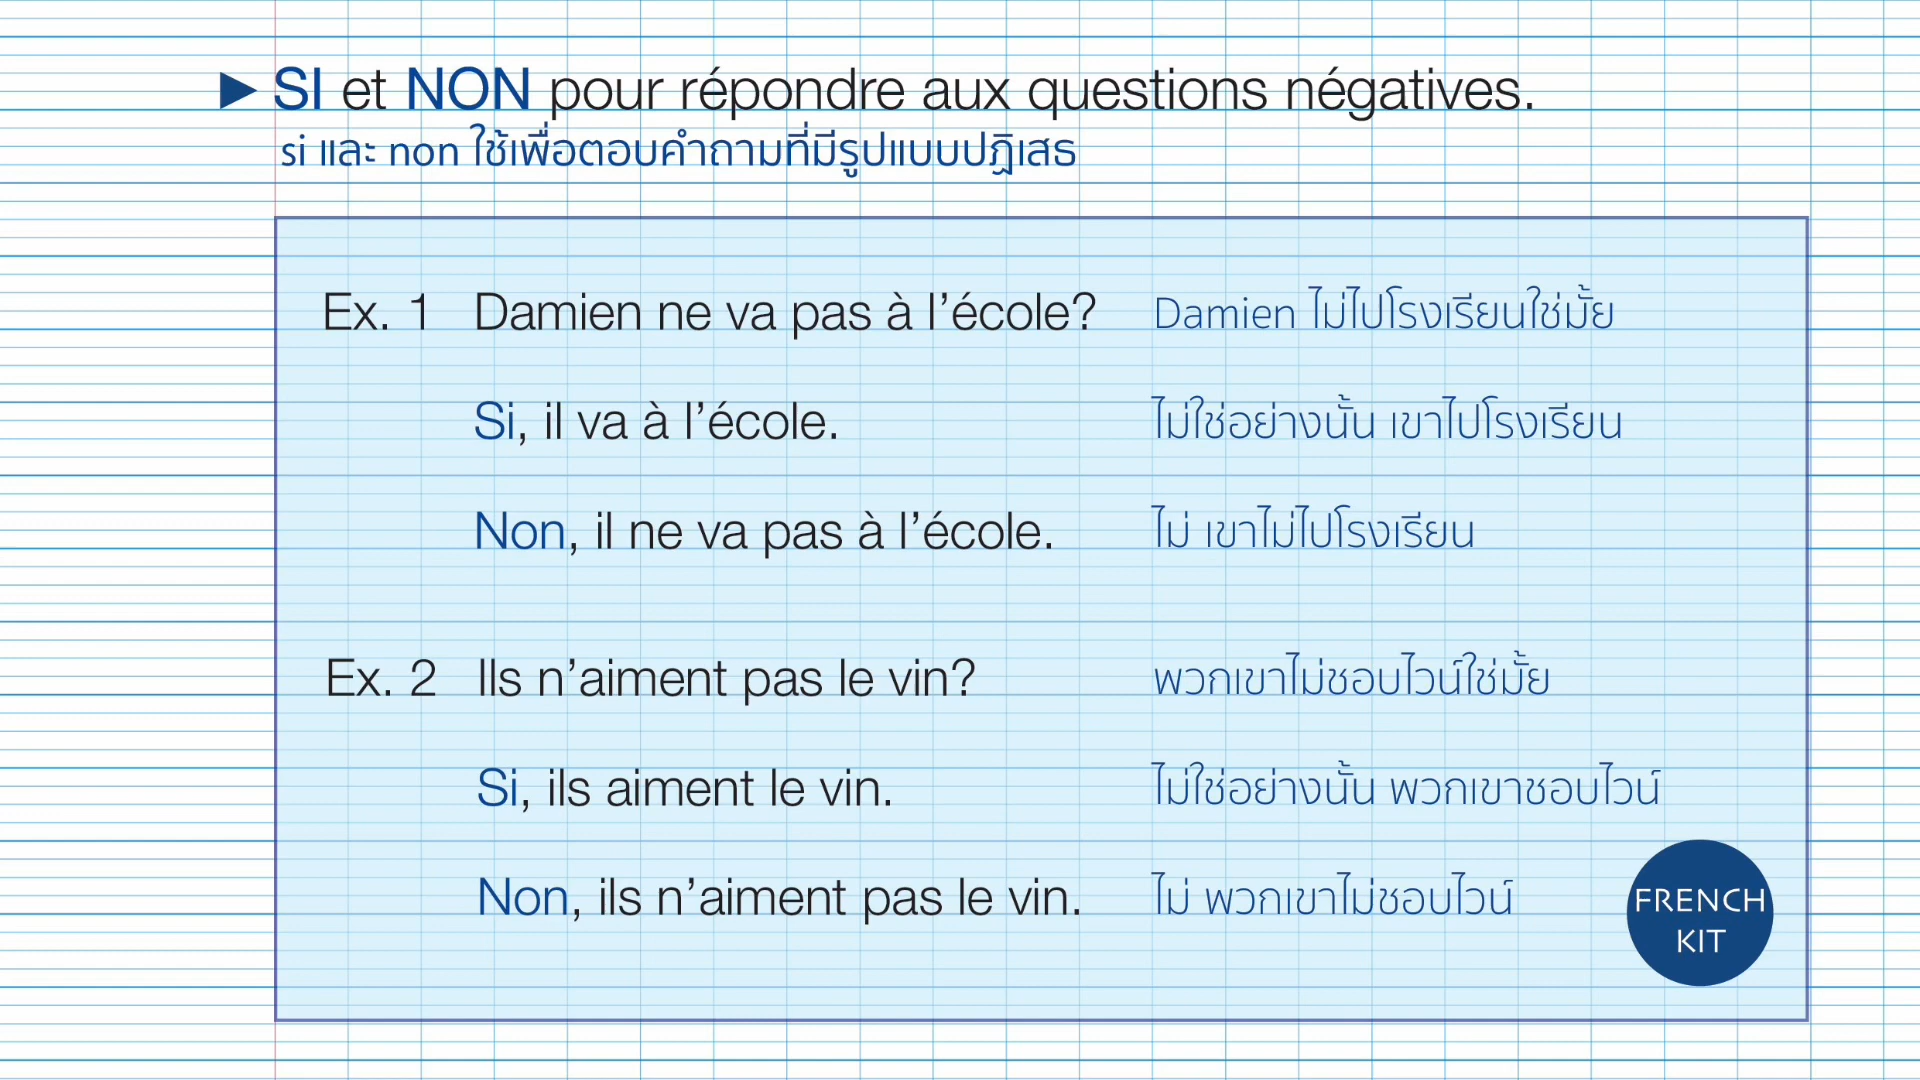 ► SI et NON pour répondre aux questions négatives.
si และ non ใช้เพื่อตอบคำถามที่มีรูปแบบปฏิเสธ
Ex. 1 Damien ne va pas à l’école? Damien ไม่ไปโรงเรียนใช่มั้ย
Si, il va à l’école. ไม่ใช่อย่างนั้น เขาไปโรงเรียน
Non, il ne va pas à l’école. ไม่ เขาไม่ไปโรงเรียน
Ex. 2 Ils n’aiment pas le vin? พวกเขาไม่ชอบไวน์ใช่มั้ย
Si, ils aiment le vin. ไม่ใช่อย่างนั้น พวกเขาชอบไวน์
Non, ils n’aiment pas le vin. ไม่ พวกเขาไม่ชอบไวน์
FRENCH
KIT